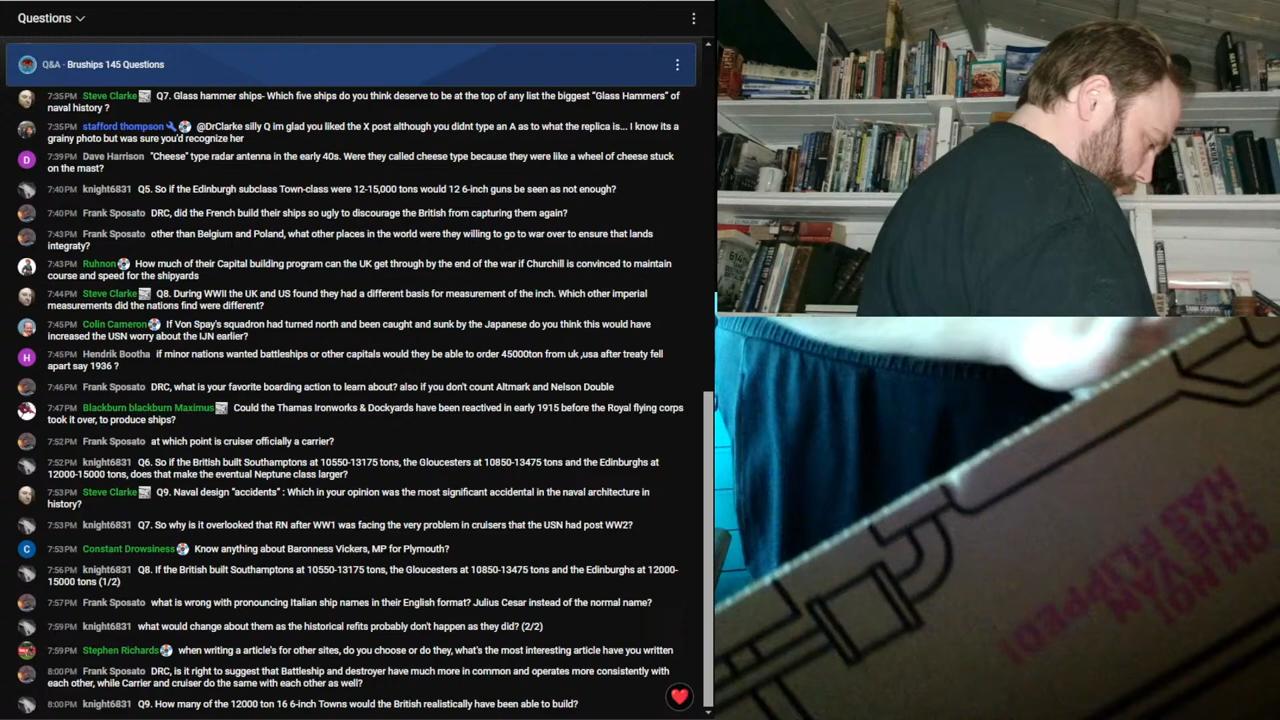 Questions
Q&A · Bruships 145 Questions
7:35PM Steve Clarke Q7. Glass hammer ships- Which five ships do you think deserve to be at the top of any list the biggest "Glass Hammers" of
naval history ?
7:35PM stafford thompson @DrClarke silly Q im glad you liked the X post although you didnt type an A as to what the replica is... I know its a
grainy photo but was sure you'd recognize her
7:39PM Dave Harrison "Cheese" type radar antenna in the early 40s. Were they called cheese type because they were like a wheel of cheese stuck
on the mast?
7:40PM knight6831 Q5. So if the Edinburgh subclass Town-class were 12-15,000 tons would 12 6-inch guns be seen as not enough?
7:40PM Frank Sposato DRC, did the French build their ships so ugly to discourage the British from capturing them again?
7:43PM Frank Sposato other than Belgium and Poland, what other places in the world were they willing to go to war over to ensure that lands
integraty?
7:43PM Ruhnon How much of their Capital building program can the UK get through by the end of the war if Churchill is convinced to maintain
course and speed for the shipyards
7:44PM Steve Clarke Q8. During WWII the UK and US found they had a different basis for measurement of the inch. Which other imperial
measurements did the nations find were different?
7:45PM Colin Cameron If Von Spay's squadron had turned north and been caught and sunk by the Japanese do you think this would have
increased the USN worry about the IJN earlier?
7:45PM Hendrik Bootha if minor nations wanted battleships or other capitals would they be able to order 45000ton from uk ,usa after treaty fell
apart say 1936 ?
7:46PM Frank Sposato DRC, what is your favorite boarding action to learn about? also if you don't count Altmark and Nelson Double
7:47PM Blackburn blackburn Maximus Could the Thamas Ironworks & Dockyards have been reactived in early 1915 before the Royal flying corps
took it over, to produce ships?
7:52PM Frank Sposato at which point is cruiser officially a carrier?
7:52PM knight6831 Q6. So if the British built Southamptons at 10550-13175 tons, the Gloucesters at 10850-13475 tons and the Edinburghs at
12000-15000 tons, does that make the eventual Neptune class larger?
7:53PM Steve Clarke Q9. Naval design "accidents" : Which in your opinion was the most significant accidental in the naval architecture in
history?
7:53PM knight6831 Q7. So why is it overlooked that RN after WW1 was facing the very problem in cruisers that the USN had post WW2?
C 7:53PM Constant Drowsiness Know anything about Baronness Vickers, MP for Plymouth?
7:56PM knight6831 Q8. If the British built Southamptons at 10550-13175 tons, the Gloucesters at 10850-13475 tons and the Edinburghs at 12000-
15000 tons (1/2)
7:57PM Frank Sposato what is wrong with pronouncing Italian ship names in their English format? Julius Cesar instead of the normal name?
7:59PM knight6831 what would change about them as the historical refits probably don't happen as they did? (2/2)
7:59PM Stephen Richards when writing a article's for other sites, do you choose or do they, what's the most interesting article have you written
8:00PM Frank Sposato DRC, is it right to suggest that Battleship and destroyer have much more in common and operates more consistently with
each other, while Carrier and cruiser do the same with each other as well?
8:00PM knight6831 Q9. How many of the 12000 ton 16 6-inch Towns would the British realistically have been able to build?